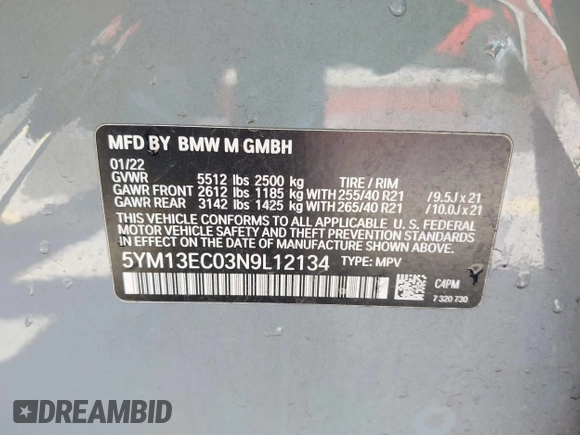 MFD BY BMW M GMBH
01/22
GVWR 5512 lbs 2500 kg TIRE / RIM
GAWR FRONT 2612 lbs 1185 kg WITH 255/40 R21 /9.5J x 21
GAWR REAR 3142 lbs 1425 kg WITH 265/40 R21 /10.0J x 21
THIS VEHICLE CONFORMS TO ALL APPLICABLE U. S. FEDERAL
MOTOR VEHICLE SAFETY AND THEFT PREVENTION STANDARDS
IN EFFECT ON THE DATE OF MANUFACTURE SHOWN ABOVE.
5YM13EC03N9L12134 TYPE: MPV
C4PM
7 320 730
DREAMBID